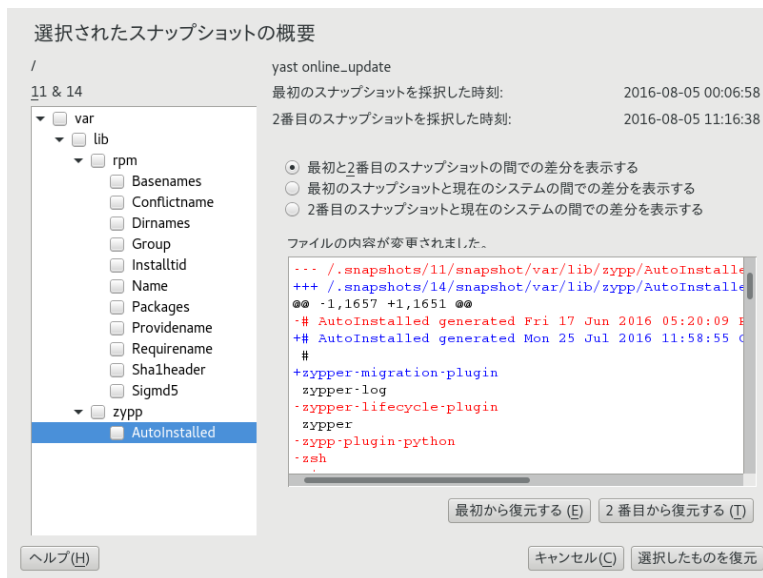 選択されたスナップショットの概要
/
yast online_update
11 & 14
最初のスナップショットを採択した時刻: 2016-08-05 00:06:58
2番目のスナップショットを採択した時刻: 2016-08-05 11:16:38
var
lib
rpm
Basenames
Conflictname
Dirnames
Group
Installtid
Name
Packages
Providename
Requirename
Sha1header
Sigmd5
zypp
AutoInstalled
最初と2番目のスナップショットの間での差分を表示する
最初のスナップショットと現在のシステムの間での差分を表示する
2番目のスナップショットと現在のシステムの間での差分を表示する
ファイルの内容が変更されました。
--- /.snapshots/11/snapshot/var/lib/zypp/AutoInstalle
+++ /.snapshots/14/snapshot/var/lib/zypp/AutoInstalle
@@ -1,1657 +1,1651 @@
-# AutoInstalled generated Fri 17 Jun 2016 05:20:09
+# AutoInstalled generated Mon 25 Jul 2016 11:58:55
#
+zypper-migration-plugin
zypper-log
-zypper-lifecycle-plugin
zypper
-zypp-plugin-python
-zsh
最初から復元する (E) 2 番目から復元する (T)
ヘルプ(H) キャンセル(C) 選択したものを復元